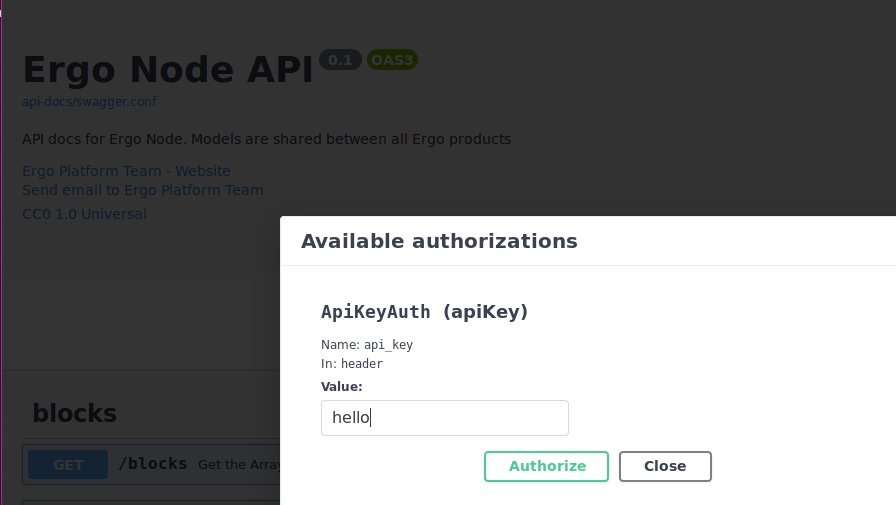 Ergo Node API 0.1 OAS3
api-docs/swagger.conf
API docs for Ergo Node. Models are shared between all Ergo products
Ergo Platform Team - Website
Send email to Ergo Platform Team
CC0 1.0 Universal
Available authorizations
ApiKeyAuth (apiKey)
Name: api_key
In: header
Value:
hello
Authorize Close
blocks
GET /blocks Get the Array